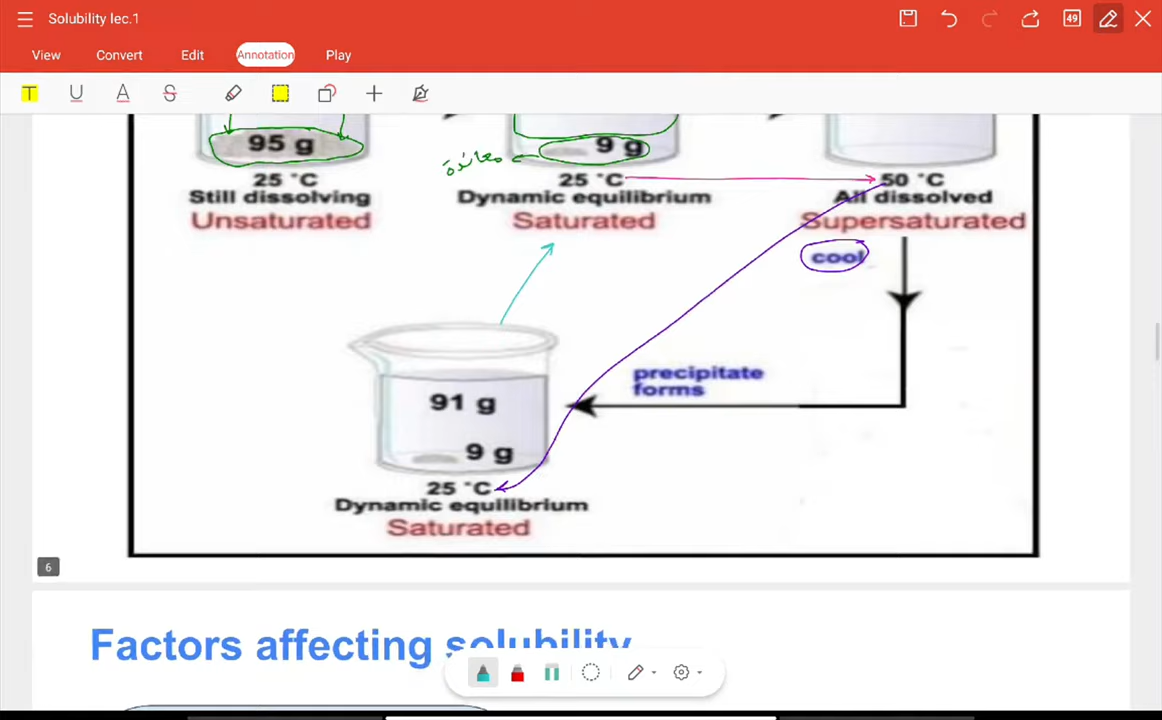 Solubility lec.1
49
View Convert Edit Annotation Play
T U A S
95 g
9 g
25 °C
Still dissolving
Unsaturated
25 °C
Dynamic equilibrium
Saturated
50 °C
All dissolved
Supersaturated
cool
precipitate
forms
91 g
9 g
25 °C
Dynamic equilibrium
Saturated
6
Factors affecting solubility